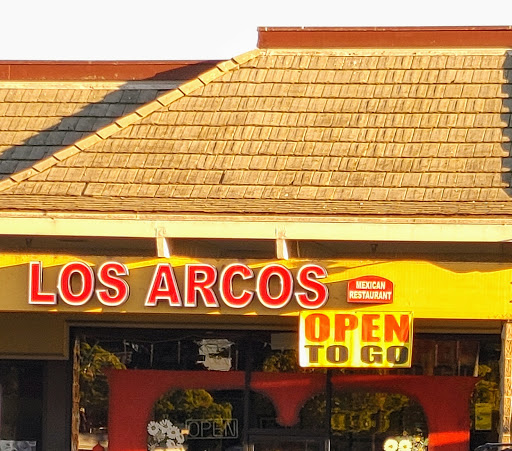 LOS ARCOS
MEXICAN
RESTAURANT
OPEN
TO GO
OPEN